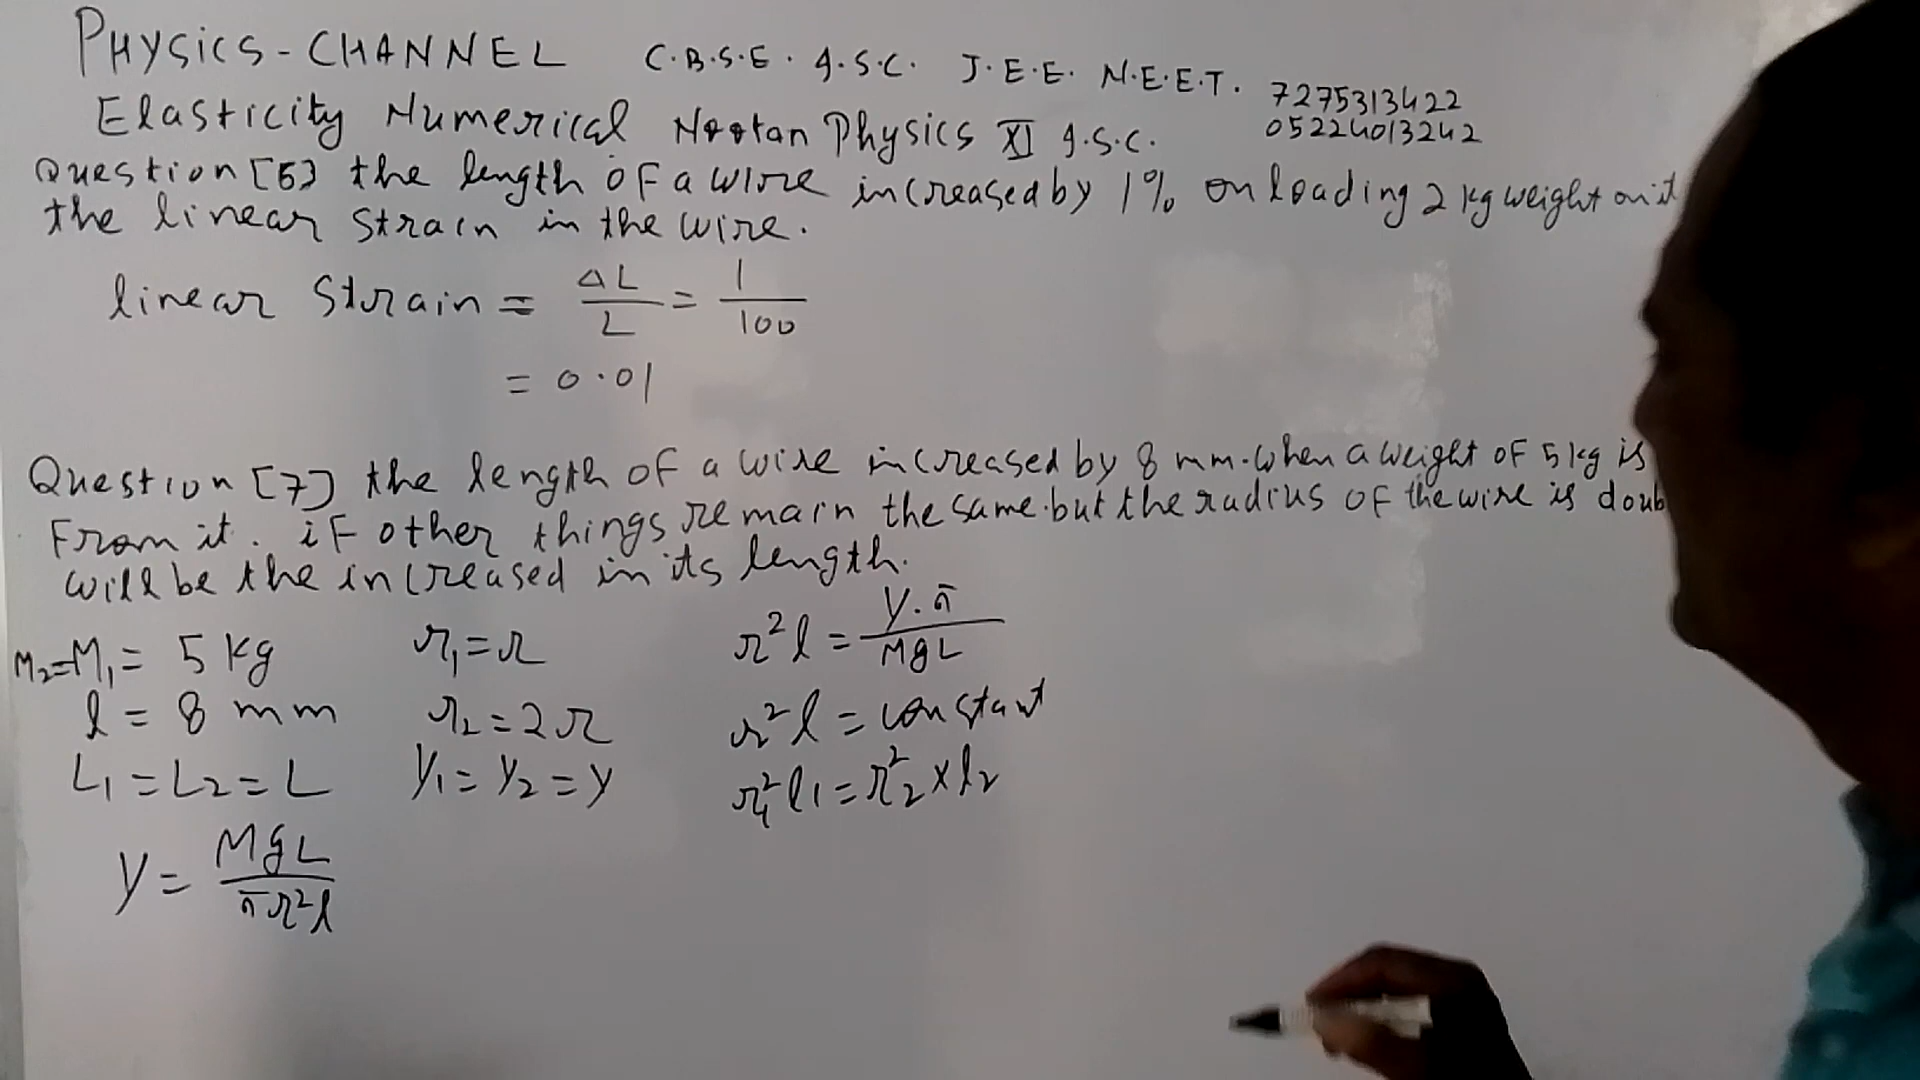 PHYSICS-CHANNEL C.B.S.E. I.S.C. J.E.E. N.E.E.T. 7275313422
Elasticity Numerical Nootan Physics XI I.S.C. 05224013242
Question [6] the length of a wire increased by 1% on loading 2 kg weight on it
the linear strain in the wire.
linear Strain = ΔL/L = 1/100
= 0.01
Question [7] the length of a wire increased by 8 mm. when a weight of 5 kg is
From it. if other things remain the same. but the radius of the wire is doub
will be the increased in its length.
M₂=M₁ = 5 kg r₁ = r r²l = Y.π/MgL
l = 8 mm r₂ = 2r r²l = constant
L₁ = L₂ = L Y₁ = Y₂ = Y r₁²l₁ = r₂² × l₂
Y = MgL/πr²l